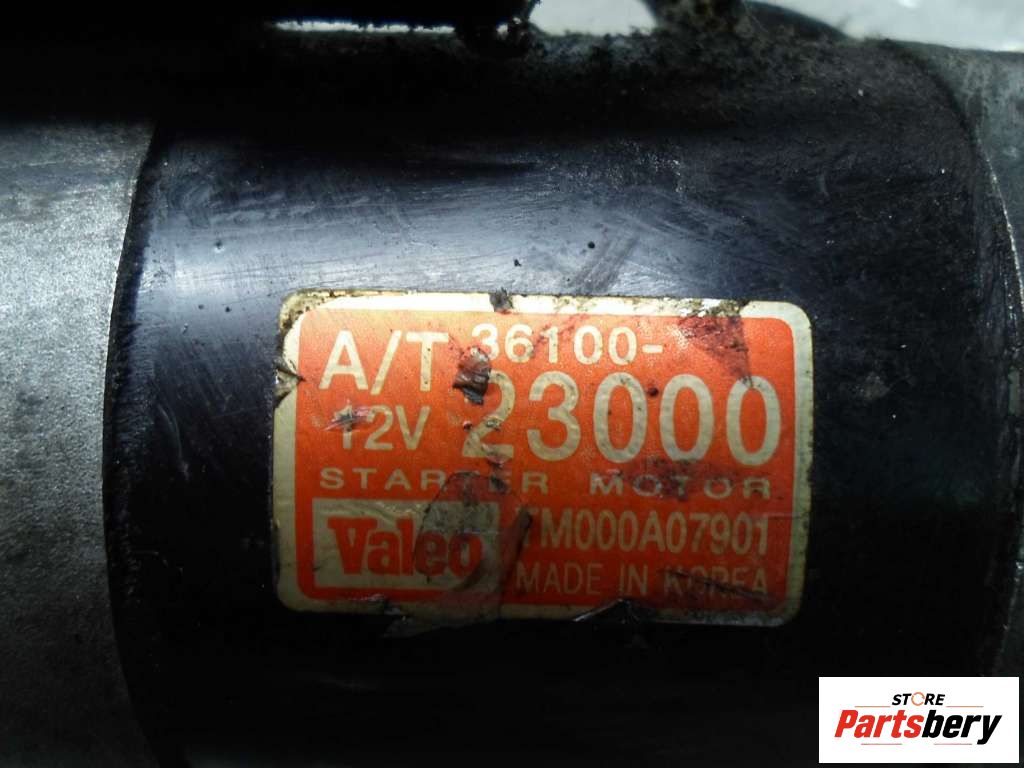 A/T 36100-
12V 23000
STARTER MOTOR
Valeo TM000A07901
MADE IN KOREA
STORE
Partsbery